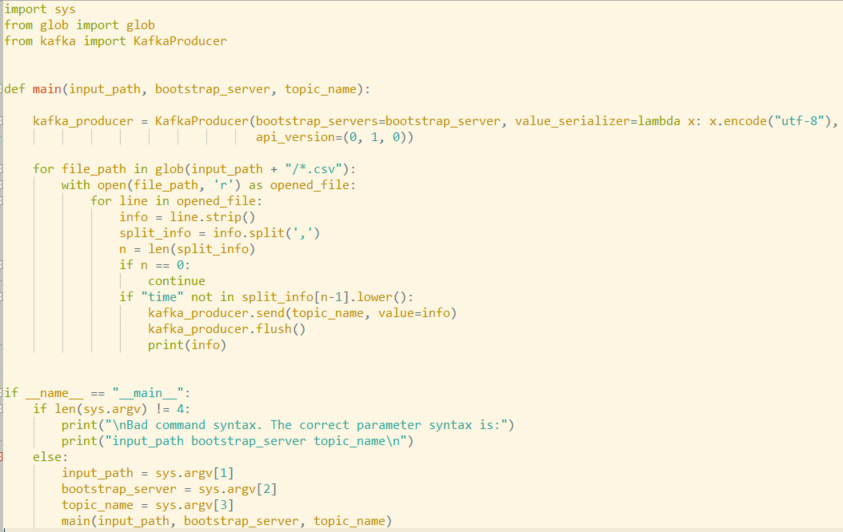 import sys
from glob import glob
from kafka import KafkaProducer
def main(input_path, bootstrap_server, topic_name):
kafka_producer = KafkaProducer(bootstrap_servers=bootstrap_server, value_serializer=lambda x: x.encode("utf-8"),
api_version=(0, 1, 0))
for file_path in glob(input_path + "/*.csv"):
with open(file_path, 'r') as opened_file:
for line in opened_file:
info = line.strip()
split_info = info.split(',')
n = len(split_info)
if n == 0:
continue
if "time" not in split_info[n-1].lower():
kafka_producer.send(topic_name, value=info)
kafka_producer.flush()
print(info)
if __name__ == "__main__":
if len(sys.argv) != 4:
print("\nBad command syntax. The correct parameter syntax is:")
print("input_path bootstrap_server topic_name\n")
else:
input_path = sys.argv[1]
bootstrap_server = sys.argv[2]
topic_name = sys.argv[3]
main(input_path, bootstrap_server, topic_name)